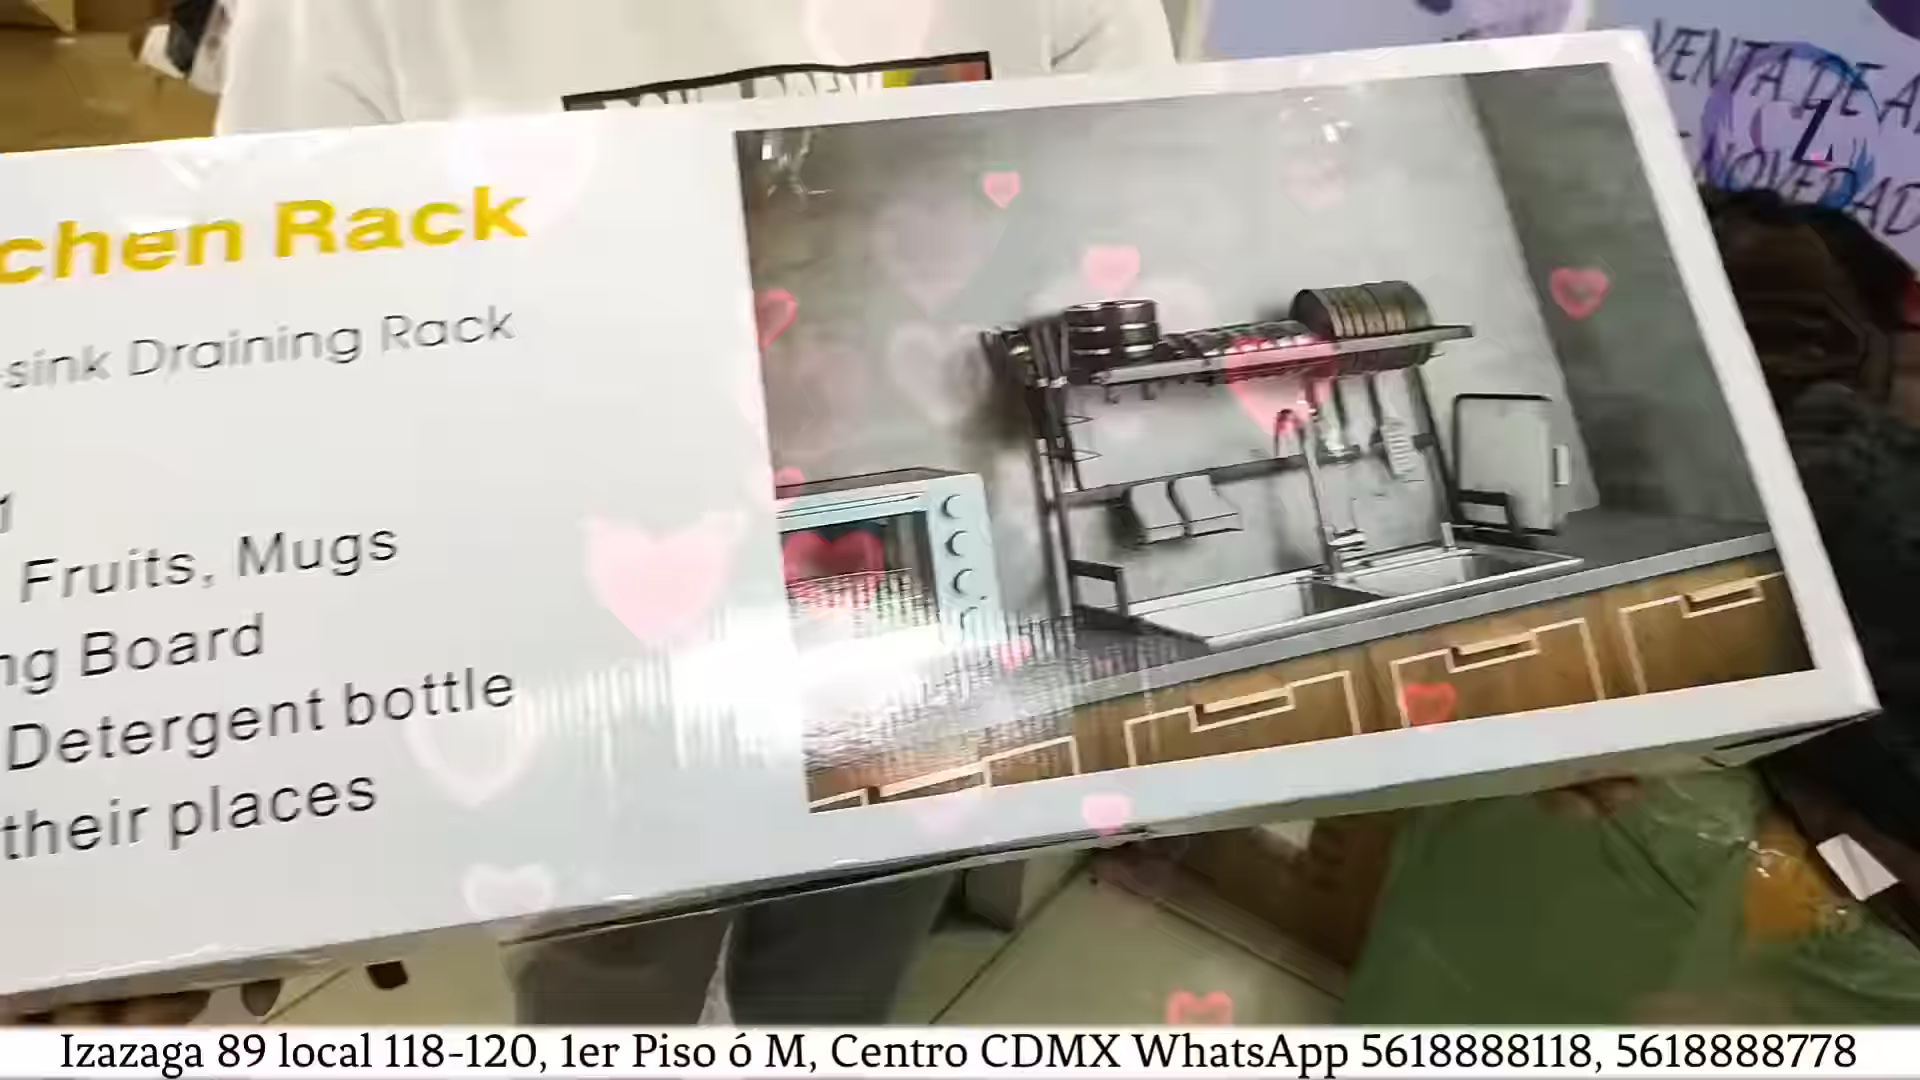 VENTA DE A
NOVEDAD
chen Rack
-sink Draining Rack
Fruits, Mugs
ng Board
Detergent bottle
their places
Izazaga 89 local 118-120, 1er Piso ó M, Centro CDMX WhatsApp 5618888118, 5618888778